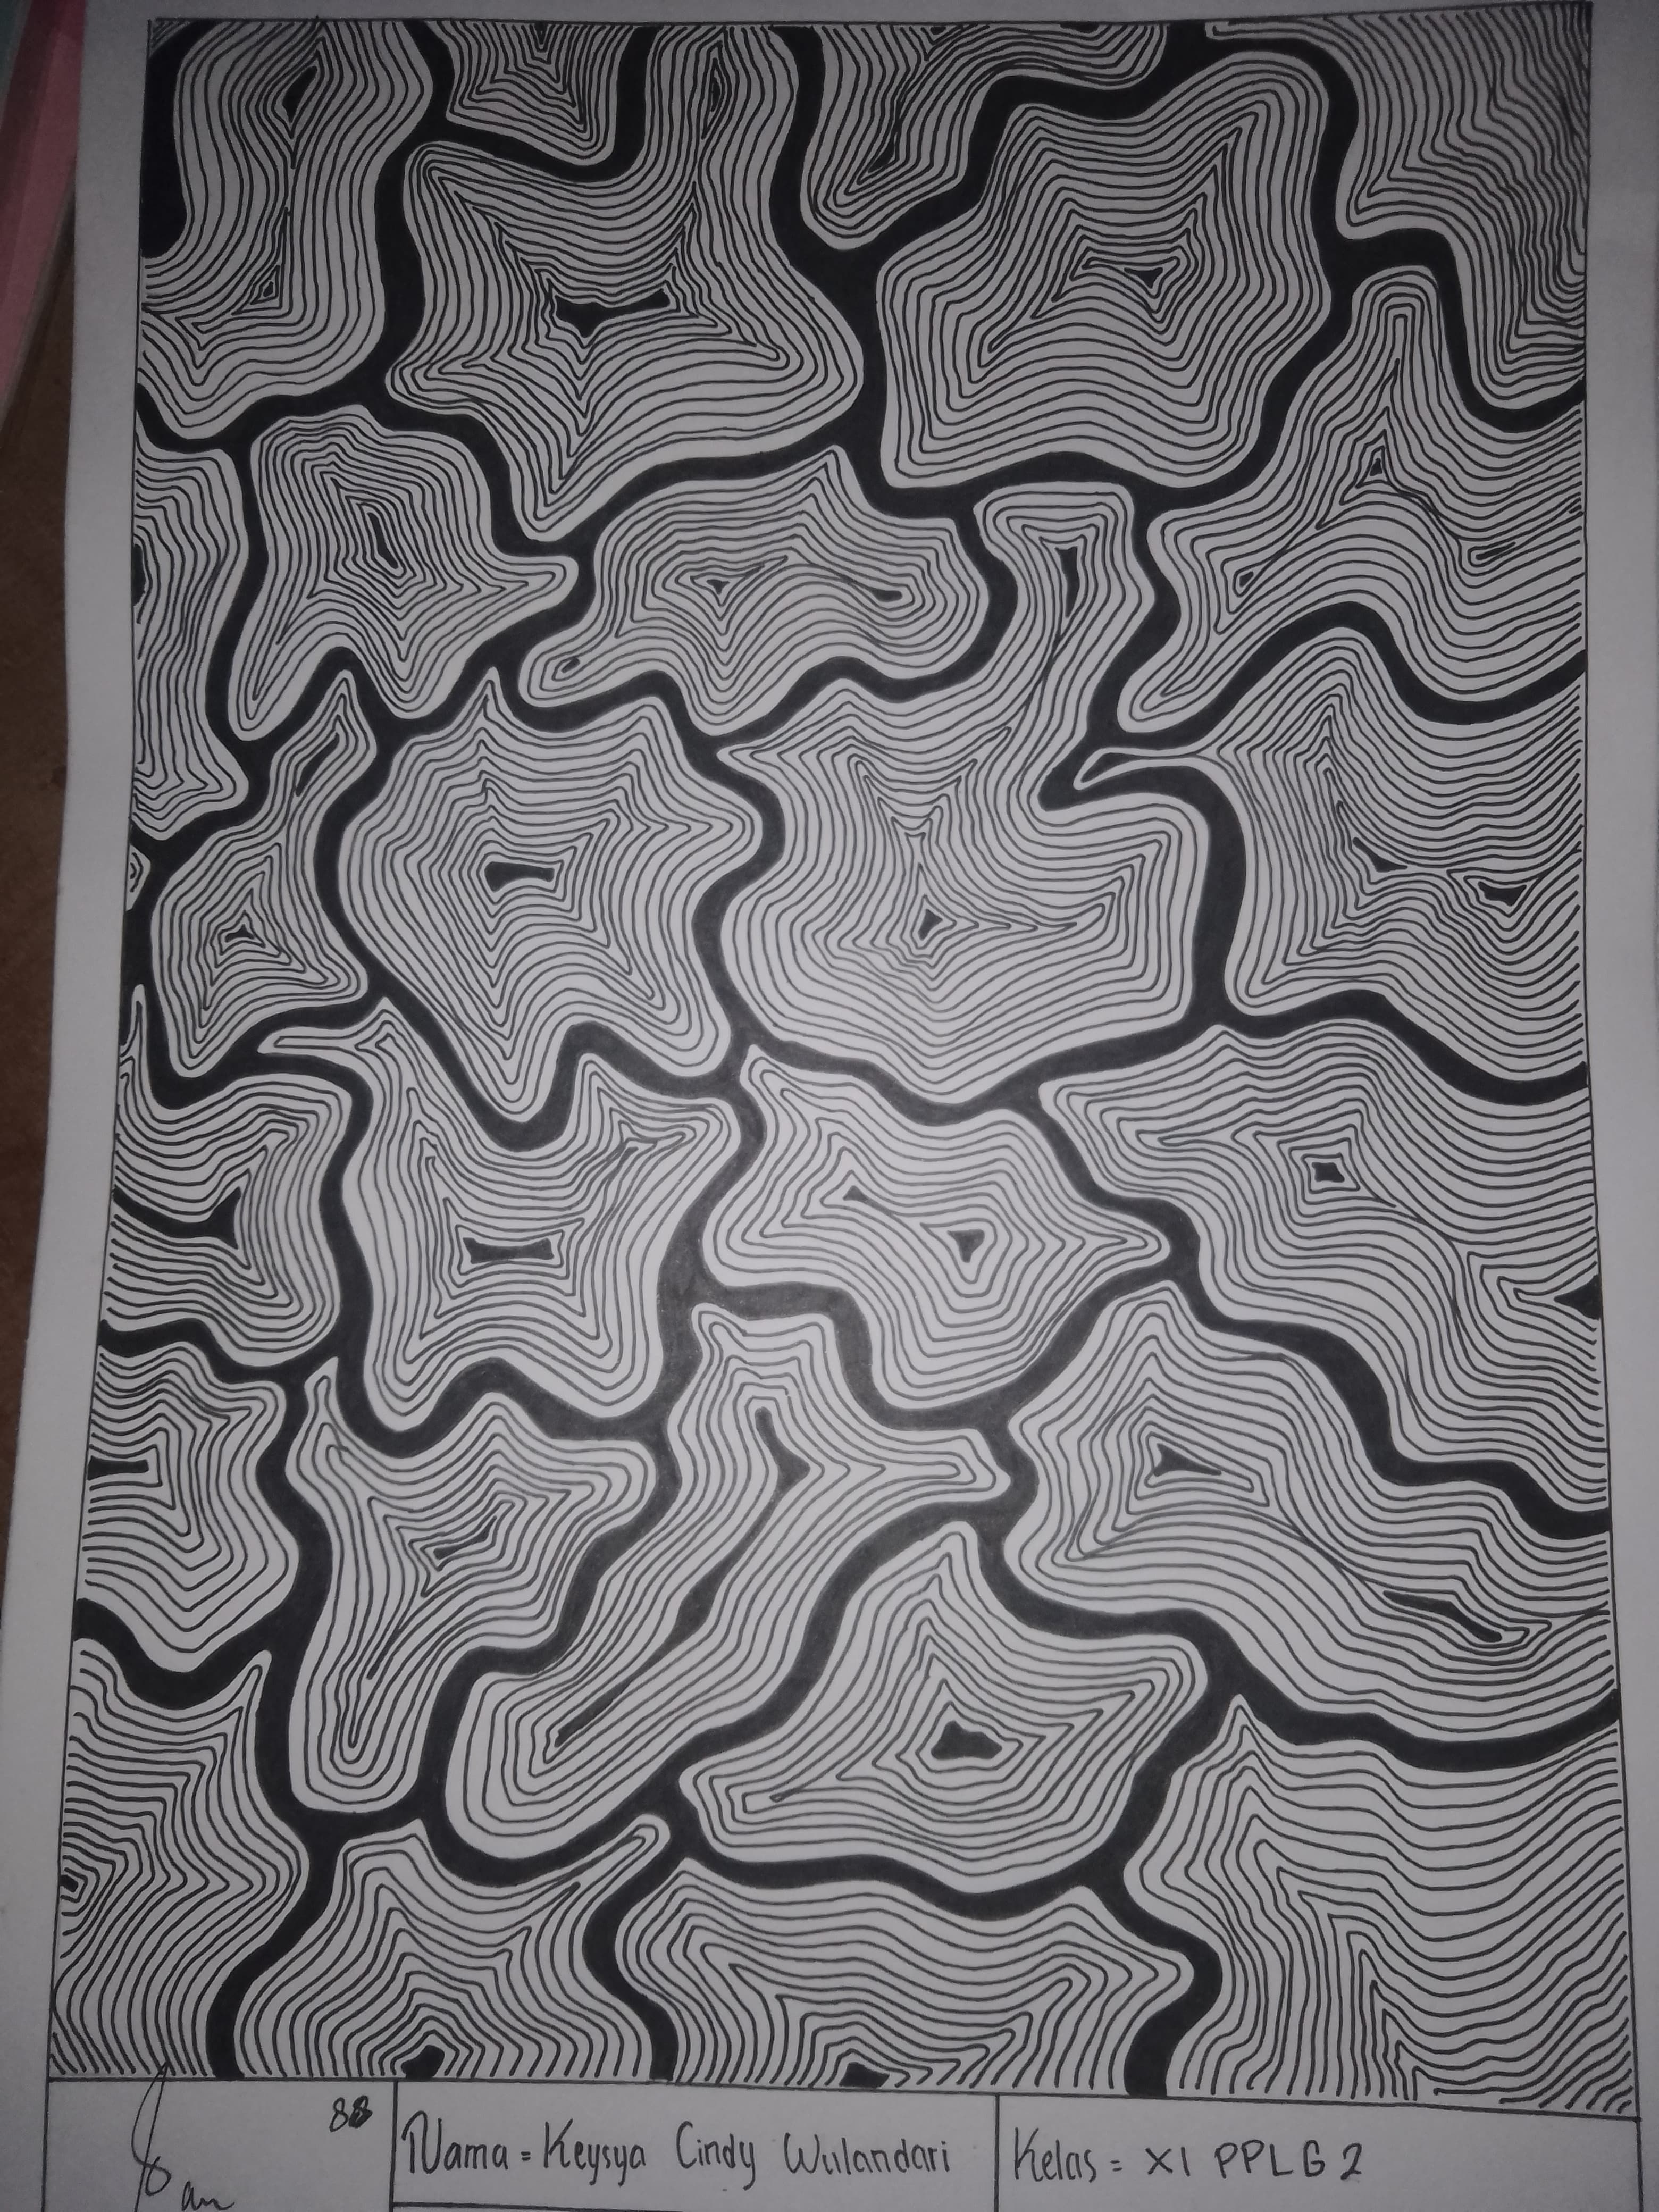 88
Nama = Keysya Cindy Wulandari
Kelas = XI PPLG 2